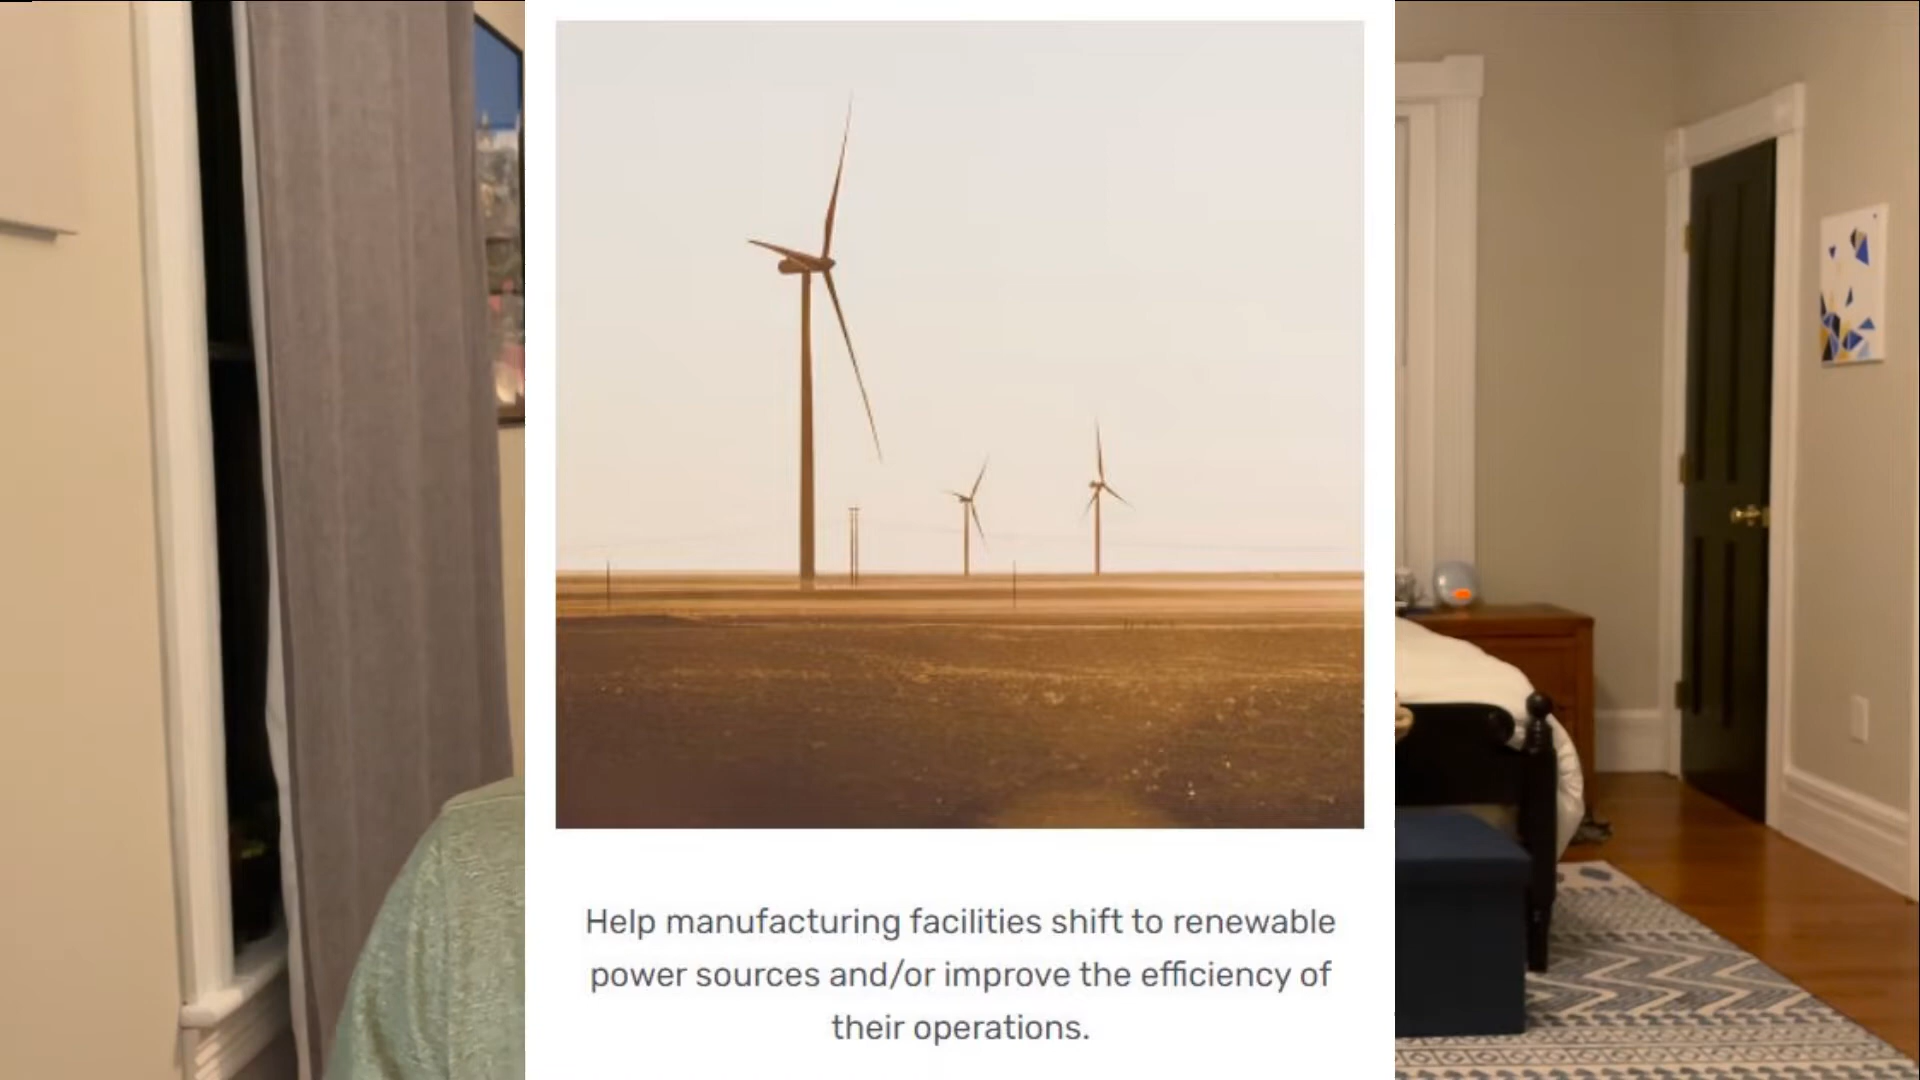 Help manufacturing facilities shift to renewable
power sources and/or improve the efficiency of
their operations.